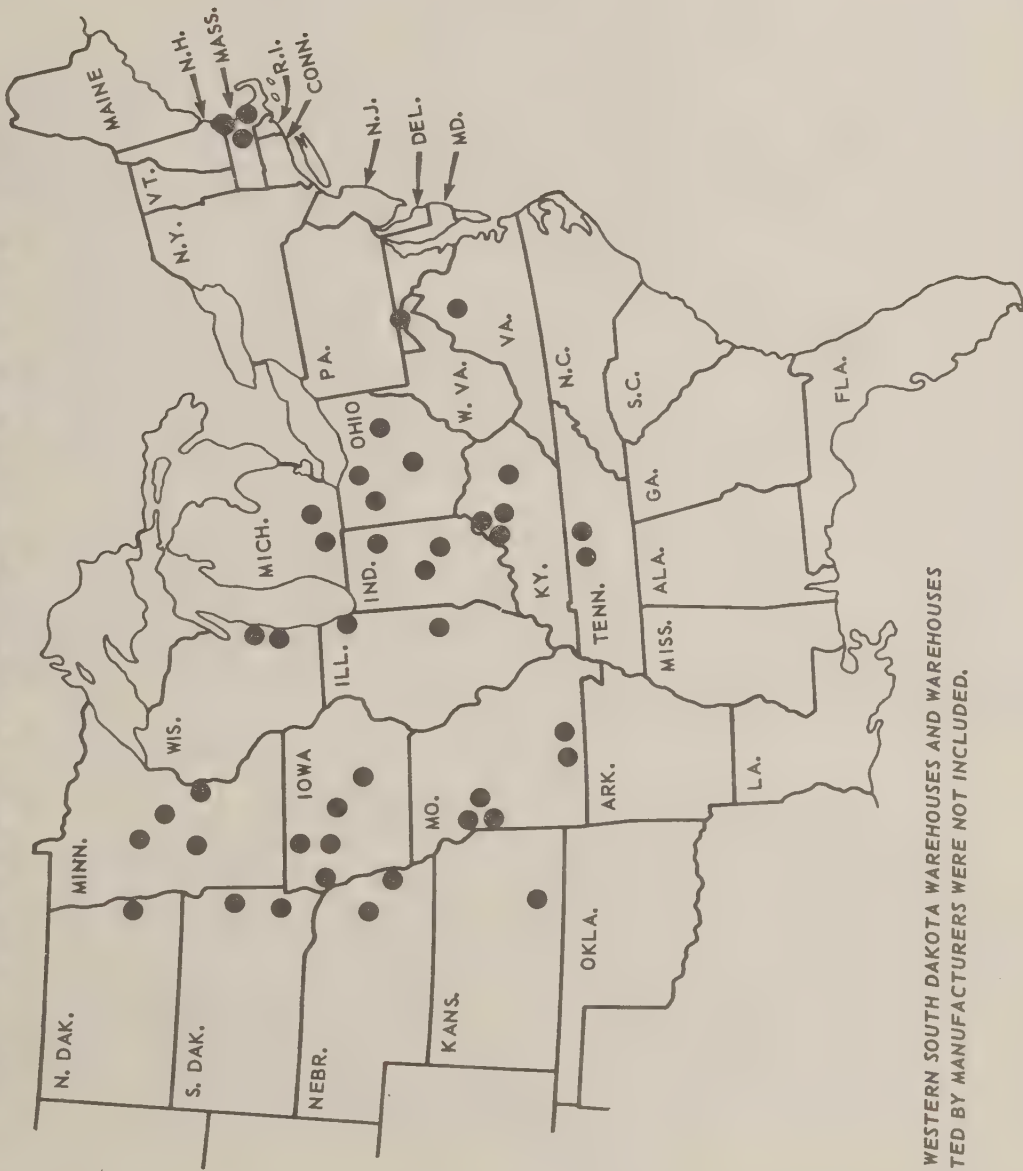 MAINE
N.H.
MASS.
R.I.
CONN.
VT.
N.Y.
N.J.
DEL.
MD.
PA.
VA.
W. VA.
OHIO
N.C.
S.C.
MICH.
IND.
KY.
TENN.
GA.
ALA.
FLA.
WIS.
ILL.
MISS.
MINN.
IOWA
MO.
ARK.
LA.
N. DAK.
S. DAK.
NEBR.
KANS.
OKLA.
WESTERN SOUTH DAKOTA WAREHOUSES AND WAREHOUSES
TED BY MANUFACTURERS WERE NOT INCLUDED.